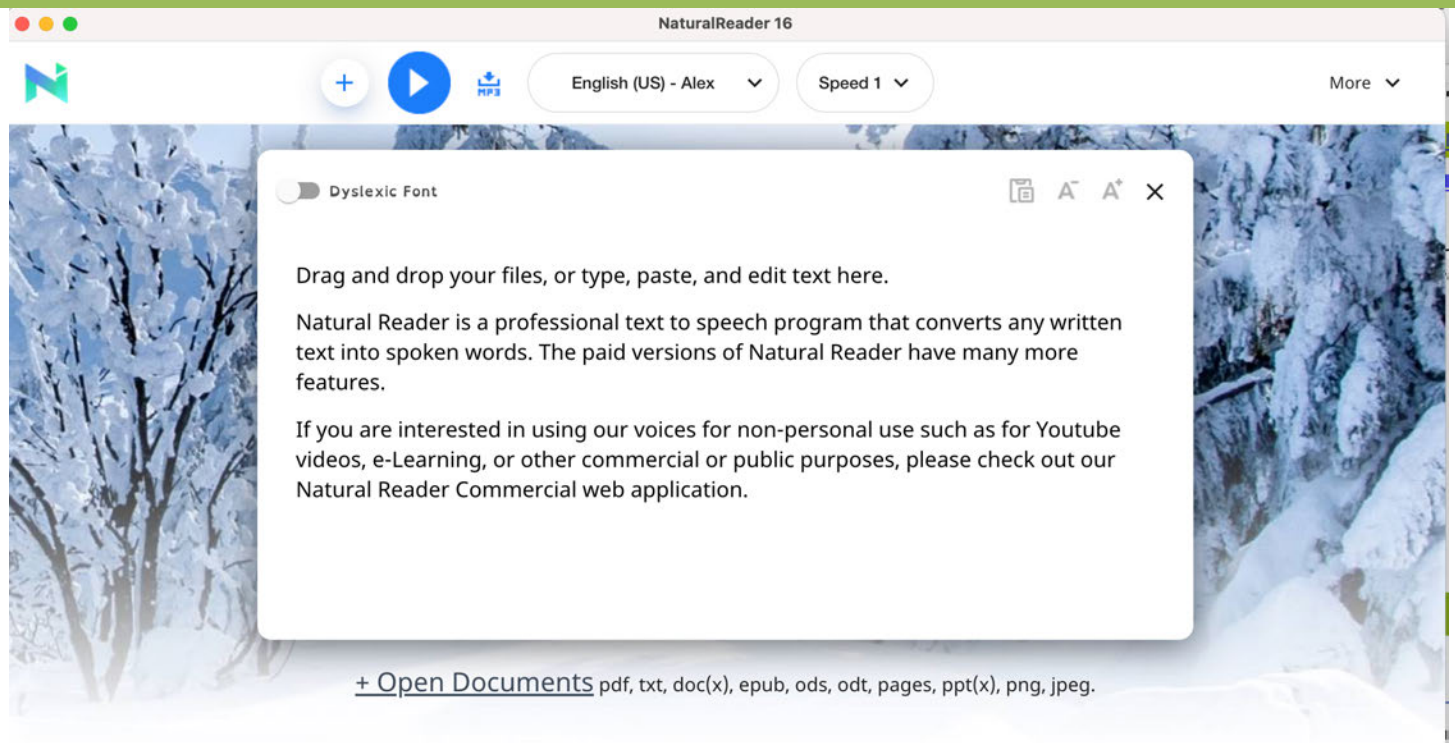 NaturalReader 16
+
MP3
English (US) - Alex
Speed 1
More
Dyslexic Font
A-
A+
Drag and drop your files, or type, paste, and edit text here.
Natural Reader is a professional text to speech program that converts any written
text into spoken words. The paid versions of Natural Reader have many more
features.
If you are interested in using our voices for non-personal use such as for Youtube
videos, e-Learning, or other commercial or public purposes, please check out our
Natural Reader Commercial web application.
+ Open Documents pdf, txt, doc(x), epub, ods, odt, pages, ppt(x), png, jpeg.